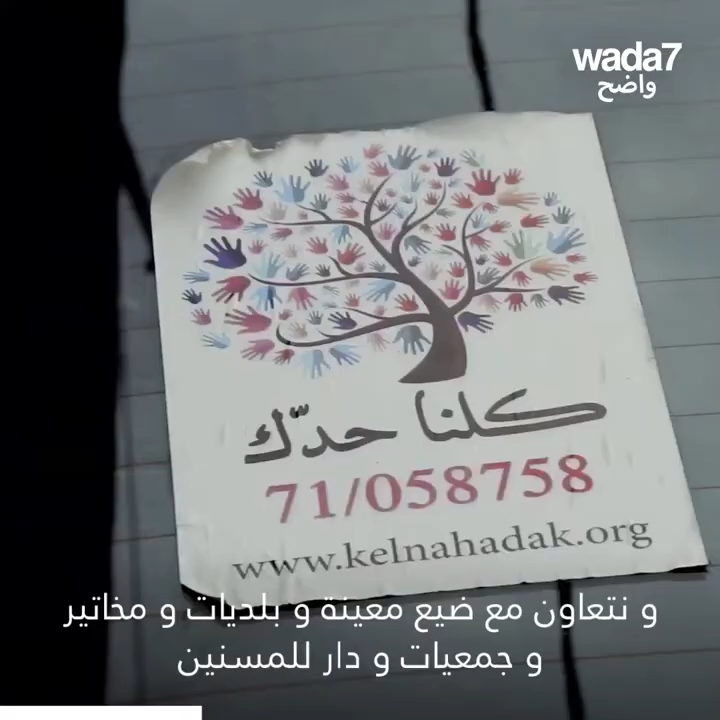 wada7
واضح
كلنا حدّك
71/058758
www.kelnahadak.org
و نتعاون مع ضيع معينة و بلديات و مخاتير
و جمعيات و دار للمسنين